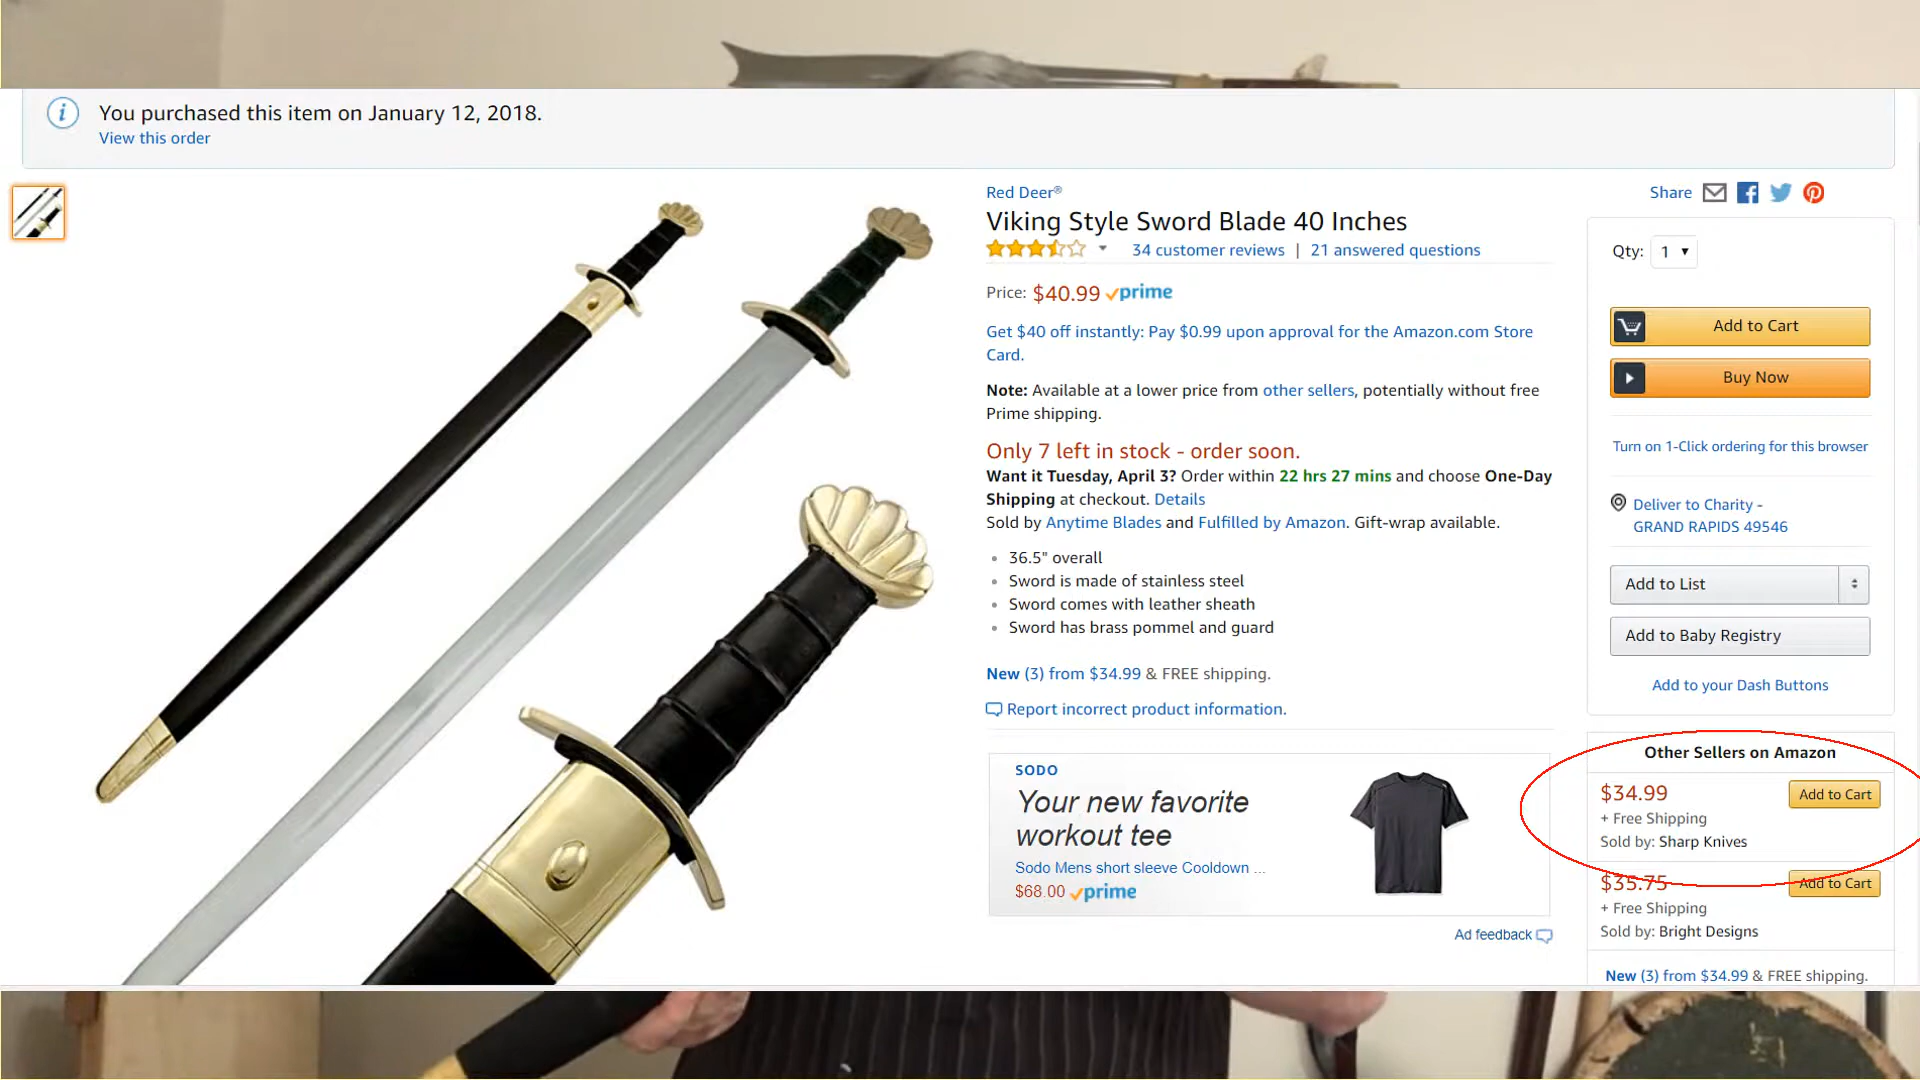 You purchased this item on January 12, 2018.
View this order
Red Deer®
Viking Style Sword Blade 40 Inches
34 customer reviews | 21 answered questions
Price: $40.99 prime
Get $40 off instantly: Pay $0.99 upon approval for the Amazon.com Store
Card.
Note: Available at a lower price from other sellers, potentially without free
Prime shipping.
Only 7 left in stock - order soon.
Want it Tuesday, April 3? Order within 22 hrs 27 mins and choose One-Day
Shipping at checkout. Details
Sold by Anytime Blades and Fulfilled by Amazon. Gift-wrap available.
36.5" overall
Sword is made of stainless steel
Sword comes with leather sheath
Sword has brass pommel and guard
New (3) from $34.99 & FREE shipping.
Report incorrect product information.
SODO
Your new favorite
workout tee
Sodo Mens short sleeve Cooldown ...
$68.00 prime
Ad feedback
Share
Qty: 1
Add to Cart
Buy Now
Turn on 1-Click ordering for this browser
Deliver to Charity -
GRAND RAPIDS 49546
Add to List
Add to Baby Registry
Add to your Dash Buttons
Other Sellers on Amazon
$34.99
Add to Cart
+ Free Shipping
Sold by: Sharp Knives
$35.75
Add to Cart
+ Free Shipping
Sold by: Bright Designs
New (3) from $34.99 & FREE shipping.